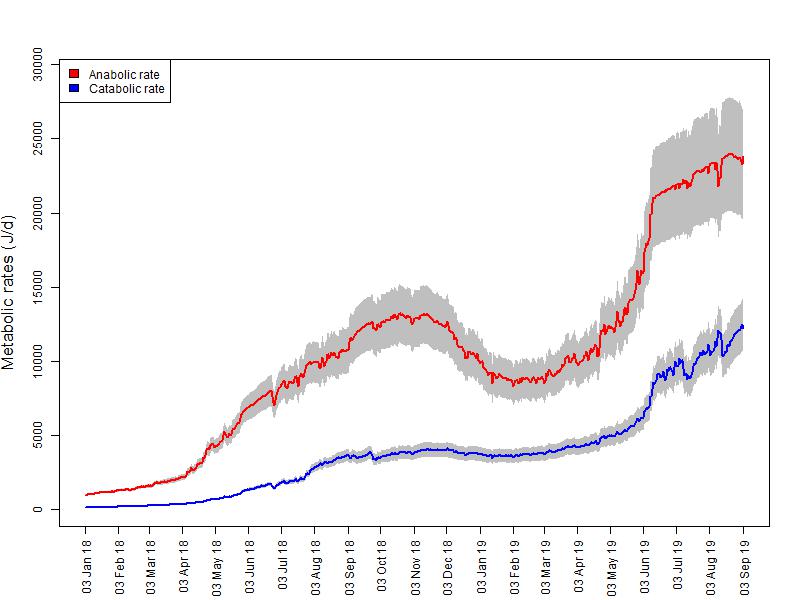 Anabolic rate
Catabolic rate
Metabolic rates (J/d)
30000
25000
20000
15000
10000
5000
0
03 Jan 18
03 Feb 18
03 Mar 18
03 Apr 18
03 May 18
03 Jun 18
03 Jul 18
03 Aug 18
03 Sep 18
03 Oct 18
03 Nov 18
03 Dec 18
03 Jan 19
03 Feb 19
03 Mar 19
03 Apr 19
03 May 19
03 Jun 19
03 Jul 19
03 Aug 19
03 Sep 19